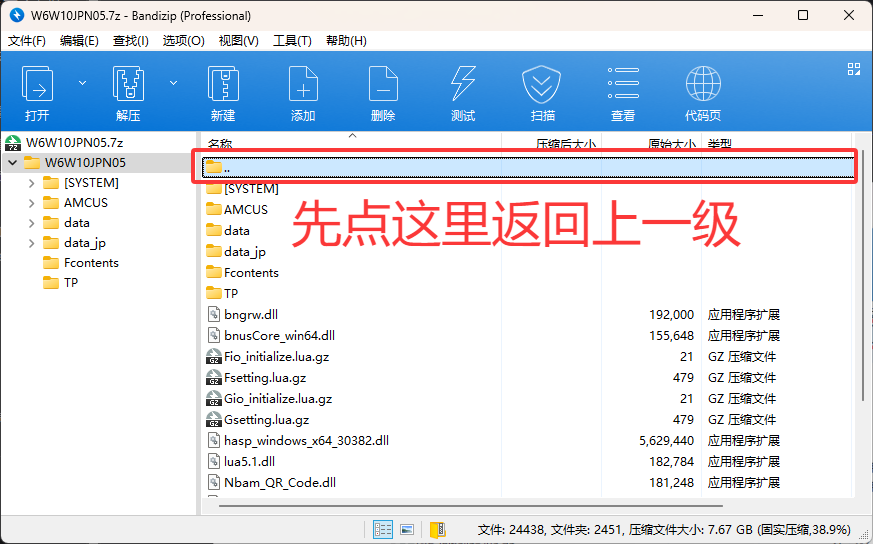 W6W10JPN05.7z - Bandizip (Professional)
文件(F) 编辑(E) 查找(I) 选项(O) 视图(V) 工具(T) 帮助(H)
打开 解压 新建 添加 删除 测试 扫描 查看 代码页
W6W10JPN05.7z
W6W10JPN05
[SYSTEM]
AMCUS
data
data_jp
Fcontents
TP
名称 压缩后大小 原始大小 类型
..
[SYSTEM]
AMCUS
data
data_jp
Fcontents
TP
先点这里返回上一级
bngrw.dll 192,000 应用程序扩展
bnusCore_win64.dll 155,648 应用程序扩展
Fio_initialize.lua.gz 21 GZ 压缩文件
Fsetting.lua.gz 479 GZ 压缩文件
Gio_initialize.lua.gz 21 GZ 压缩文件
Gsetting.lua.gz 479 GZ 压缩文件
hasp_windows_x64_30382.dll 5,629,440 应用程序扩展
lua5.1.dll 182,784 应用程序扩展
Nbam_QR_Code.dll 181,248 应用程序扩展
文件: 24438, 文件夹: 2451, 压缩文件大小: 7.67 GB (固实压缩,38.9%)